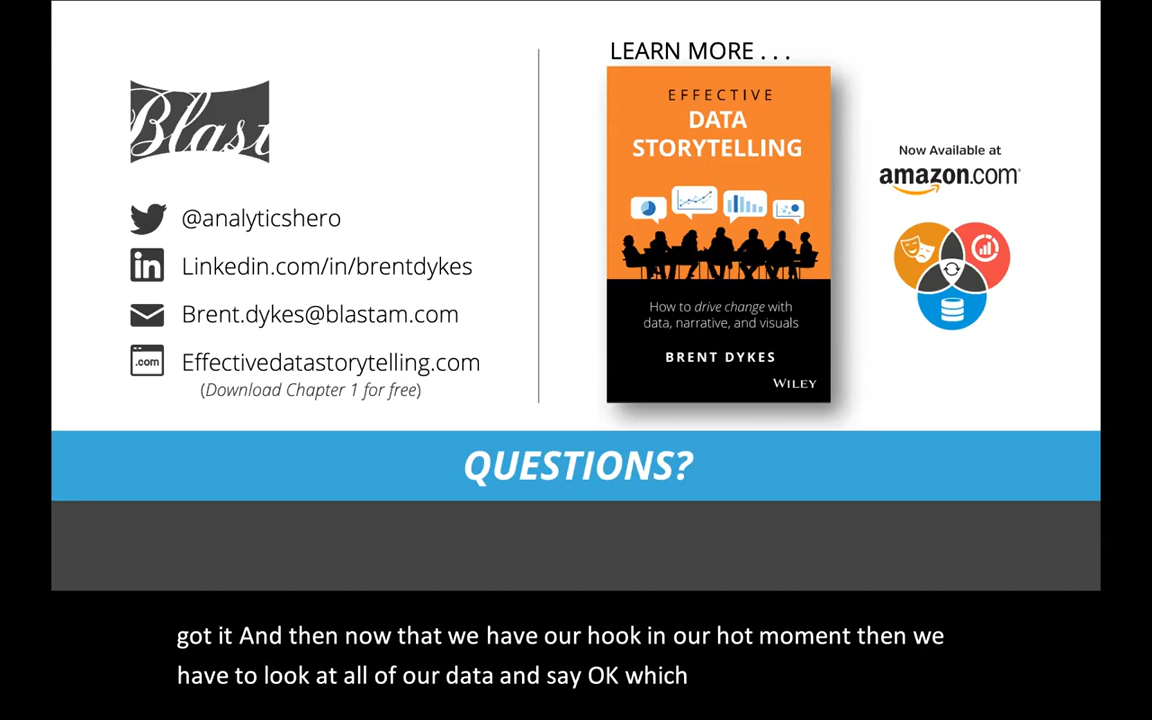 Blast
@analyticshero
Linkedin.com/in/brentdykes
Brent.dykes@blastam.com
.com
Effectivedatastorytelling.com
(Download Chapter 1 for free)
LEARN MORE . . .
EFFECTIVE
DATA
STORYTELLING
How to drive change with
data, narrative, and visuals
BRENT DYKES
WILEY
Now Available at
amazon.com
QUESTIONS?
got it And then now that we have our hook in our hot moment then we
have to look at all of our data and say OK which